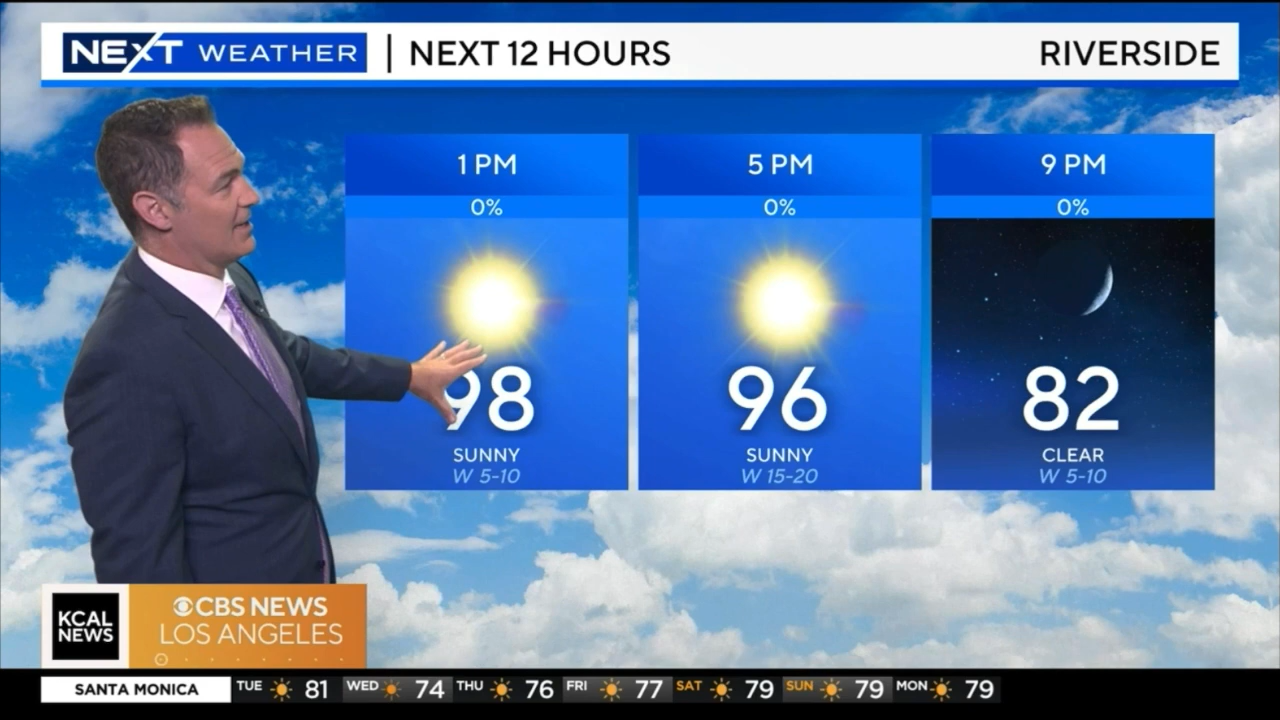 NEXT WEATHER | NEXT 12 HOURS RIVERSIDE
1 PM
0%
98
SUNNY
W 5-10
5 PM
0%
96
SUNNY
W 15-20
9 PM
0%
82
CLEAR
W 5-10
KCAL
NEWS
CBS NEWS
LOS ANGELES
SANTA MONICA TUE 81 WED 74 THU 76 FRI 77 SAT 79 SUN 79 MON 79